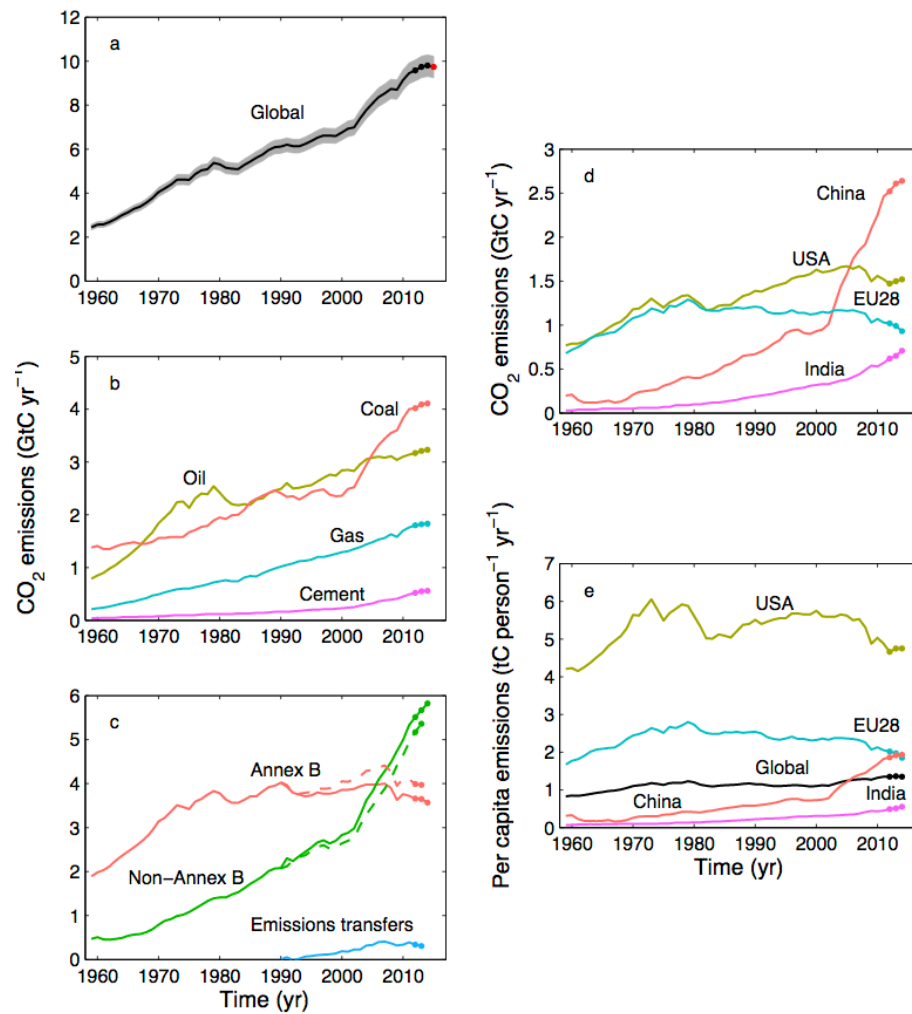 12
10
8
6
4
2
0
a
Global
1960 1970 1980 1990 2000 2010
CO2 emissions (GtC yr−1)
5
4
3
2
1
0
b
Coal
Oil
Gas
Cement
1960 1970 1980 1990 2000 2010
6
5
4
3
2
1
0
c
Annex B
Non−Annex B
Emissions transfers
1960 1970 1980 1990 2000 2010
Time (yr)
CO2 emissions (GtC yr−1)
3
2.5
2
1.5
1
0.5
0
d
China
USA
EU28
India
1960 1970 1980 1990 2000 2010
Per capita emissions (tC person−1 yr−1)
7
6
5
4
3
2
1
0
e
USA
EU28
Global
China
India
1960 1970 1980 1990 2000 2010
Time (yr)